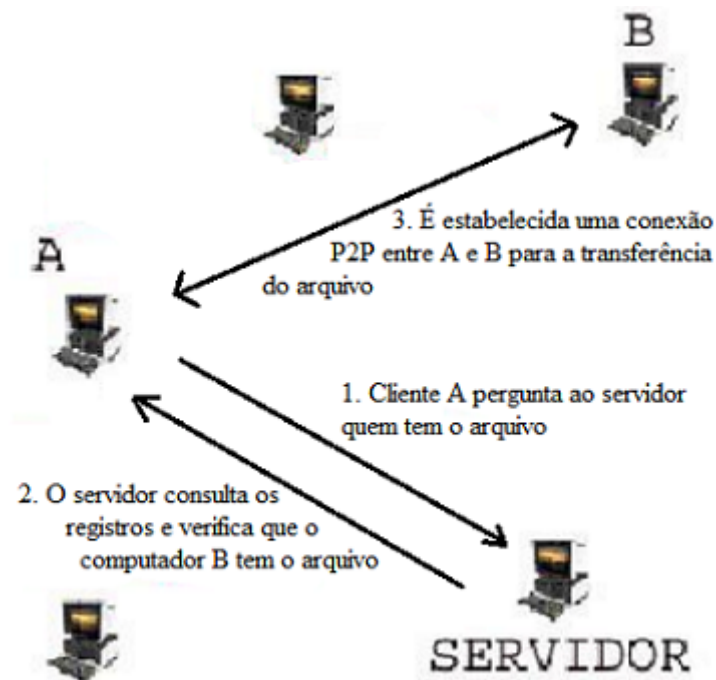 B
3. É estabelecida uma conexão
P2P entre A e B para a transferência
do arquivo
A
1. Cliente A pergunta ao servidor
quem tem o arquivo
2. O servidor consulta os
registros e verifica que o
computador B tem o arquivo
SERVIDOR